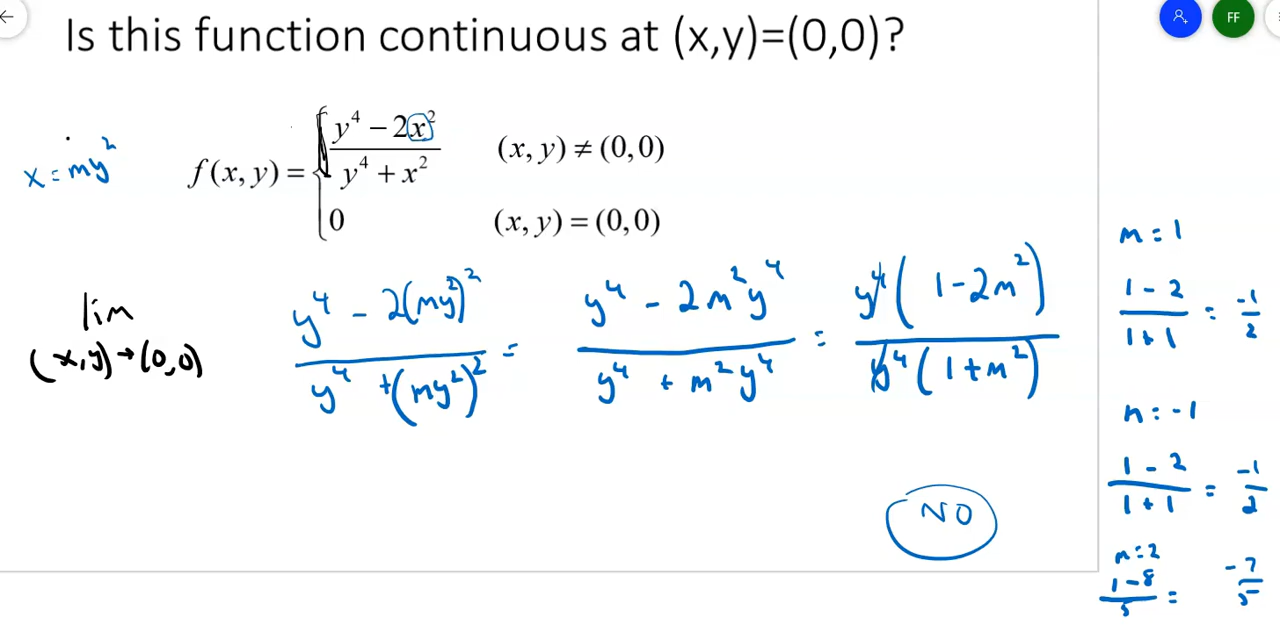 Is this function continuous at (x,y)=(0,0)?
FF
x = my²
f(x, y) = { (y⁴ − 2x²)/(y⁴ + x²)   (x, y) ≠ (0,0)
0   (x, y) = (0,0)
lim
(x,y)→(0,0)
(y⁴ - 2(my²)²)/(y⁴ + (my²)²) = (y⁴ - 2m²y⁴)/(y⁴ + m²y⁴) = (y⁴(1-2m²))/(y⁴(1+m²))
NO
m = 1
(1-2)/(1+1) = -1/2
m = -1
(1-2)/(1+1) = -1/2
m = 2
(1-8)/5 = -7/5